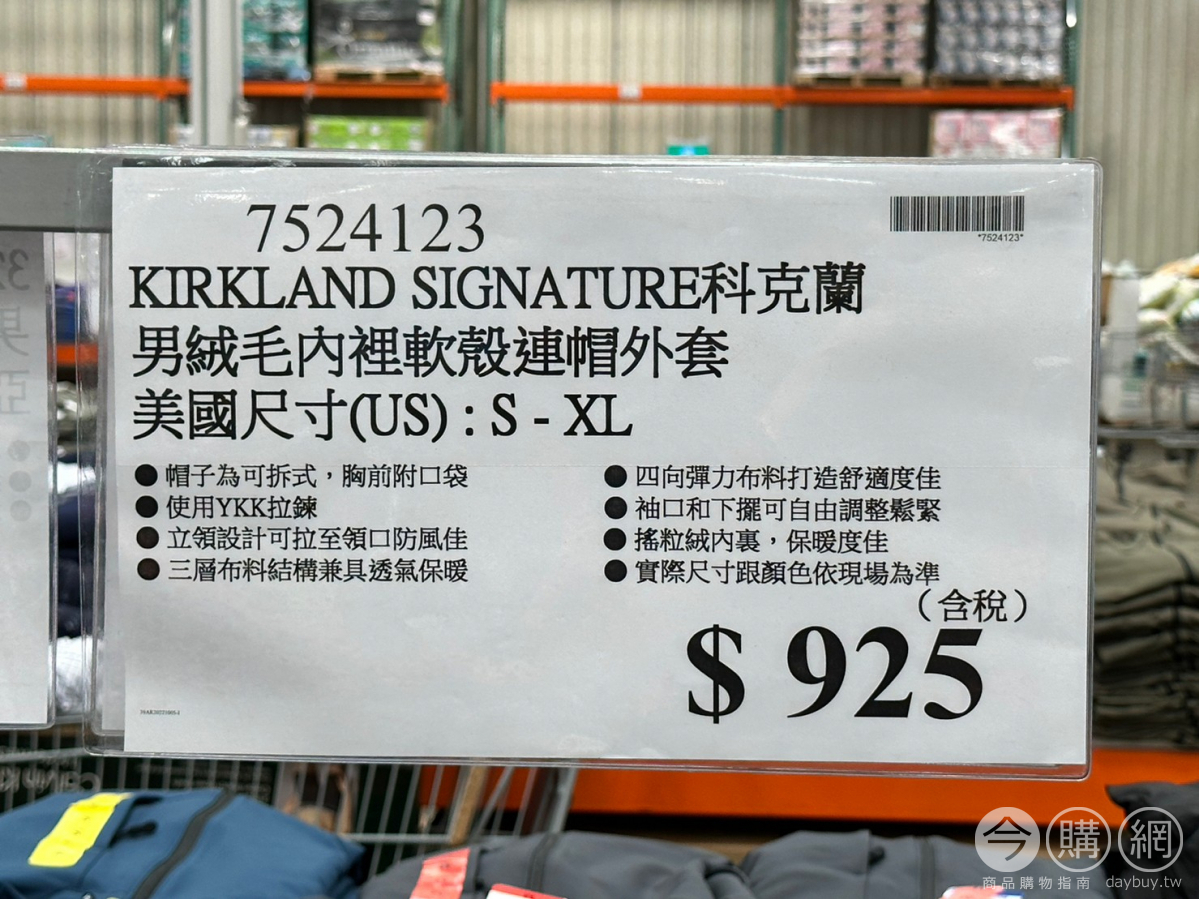 7524123
*7524123*
KIRKLAND SIGNATURE科克蘭
男絨毛內裡軟殼連帽外套
美國尺寸(US) : S - XL
●帽子為可拆式，胸前附口袋
●使用YKK拉鍊
●立領設計可拉至領口防風佳
●三層布料結構兼具透氣保暖
●四向彈力布料打造舒適度佳
●袖口和下擺可自由調整鬆緊
●搖粒絨內裏，保暖度佳
●實際尺寸跟顏色依現場為準
（含稅）
$ 925
今購網
商品購物指南 daybuy.tw